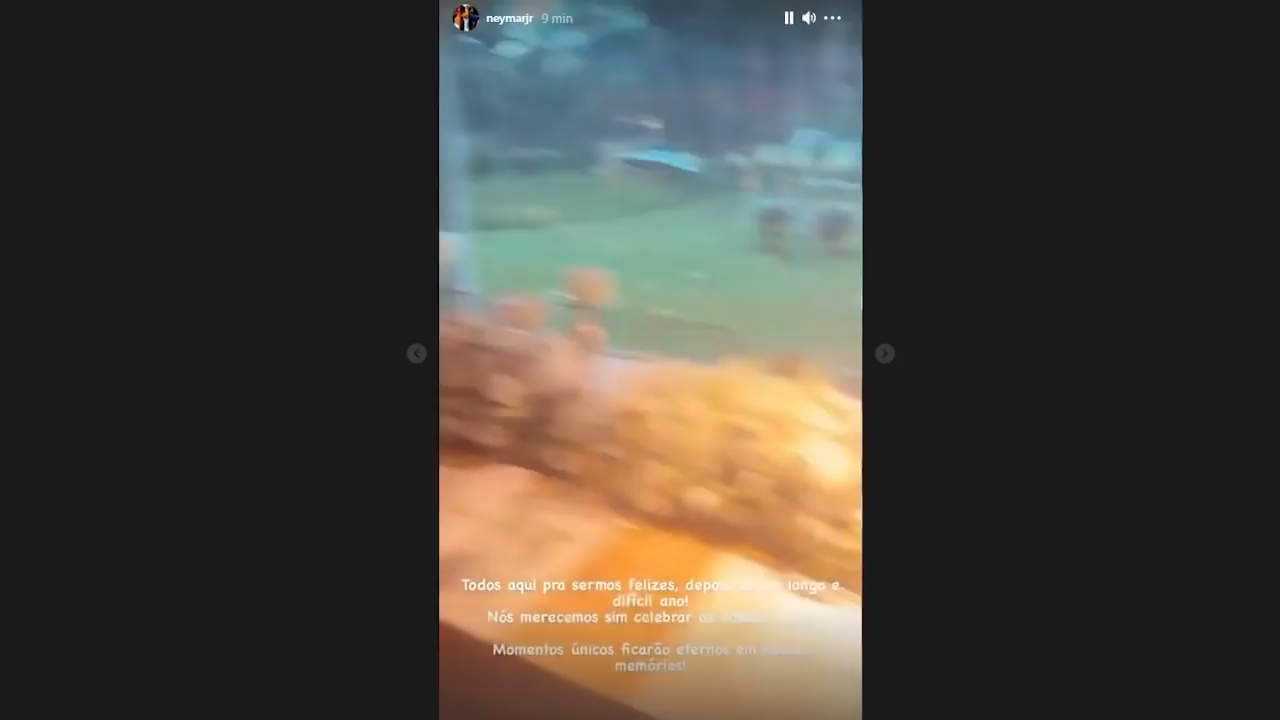 neymarjr 9 min
Todos aqui pra sermos felizes, longo e
difícil ano!
Nós merecemos sim celebrar
Momentos únicos ficarão eternos em
memórias!